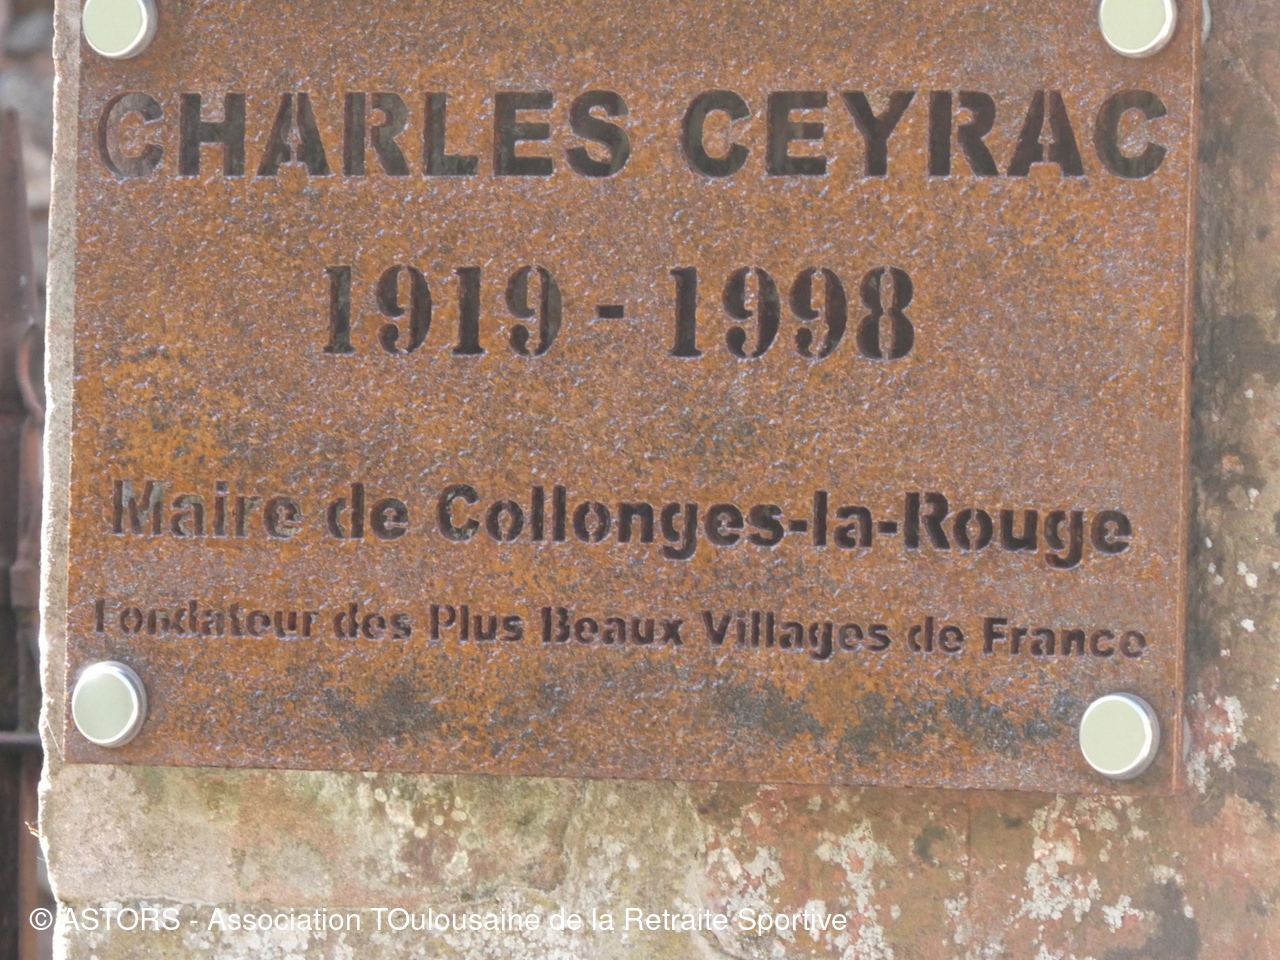 CHARLES CEYRAC
1919 - 1998
Maire de Collonges-la-Rouge
Fondateur des Plus Beaux Villages de France
© ASTORS - Association TOulousaine de la Retraite Sportive